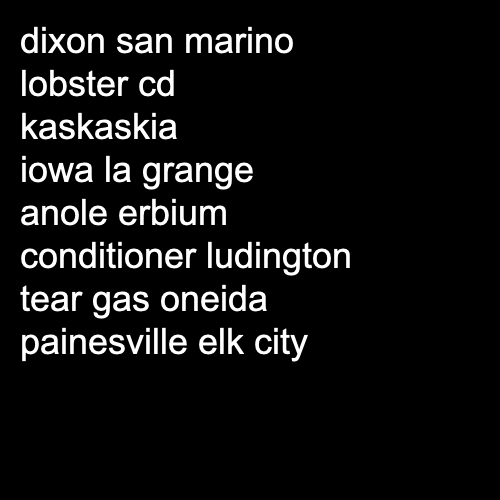 dixon san marino
lobster cd
kaskaskia
iowa la grange
anole erbium
conditioner ludington
tear gas oneida
painesville elk city